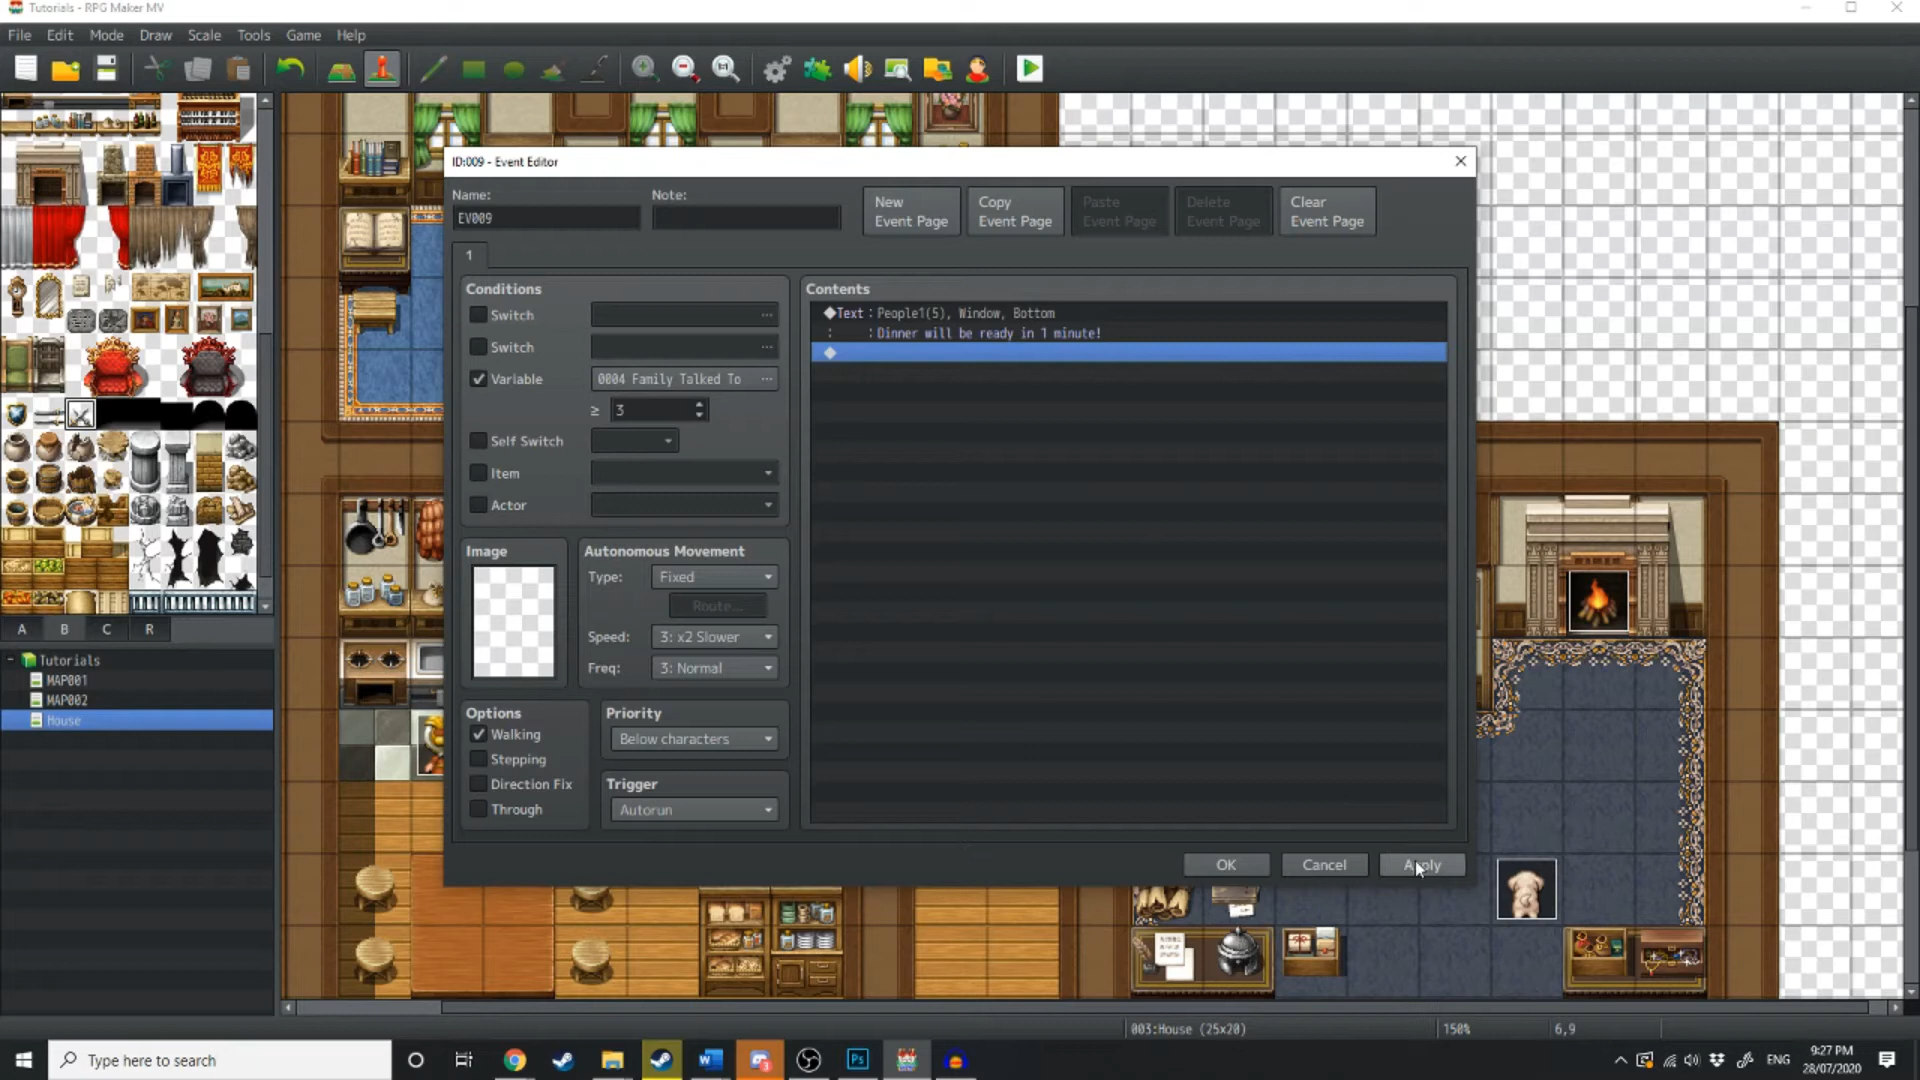 Tutorials - RPG Maker MV
File Edit Mode Draw Scale Tools Game Help
ID:009 - Event Editor
Name:
EV009
Note:
New
Event Page
Copy
Event Page
Paste
Event Page
Delete
Event Page
Clear
Event Page
1
Conditions
Switch ...
Switch ...
Variable 0004 Family Talked To ...
≥ 3
Self Switch
Item
Actor
Image
Autonomous Movement
Type: Fixed
Route...
Speed: 3: x2 Slower
Freq: 3: Normal
Options
Walking
Stepping
Direction Fix
Through
Priority
Below characters
Trigger
Autorun
Contents
◆Text : People1(5), Window, Bottom
: : Dinner will be ready in 1 minute!
◆
OK Cancel Apply
A B C R
Tutorials
MAP001
MAP002
House
003:House (25x20) 150% 6,9
Type here to search
ENG
9:27 PM
28/07/2020